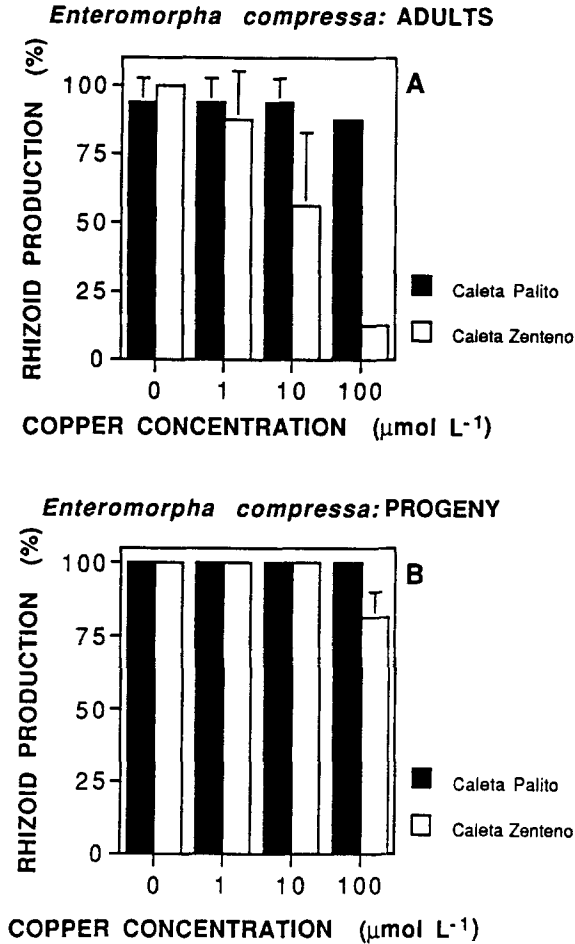 Enteromorpha compressa: ADULTS
RHIZOID PRODUCTION (%)
100
75
50
25
0
A
Caleta Palito
Caleta Zenteno
0 1 10 100
COPPER CONCENTRATION (µmol L-1)
Enteromorpha compressa: PROGENY
RHIZOID PRODUCTION (%)
100
75
50
25
0
B
Caleta Palito
Caleta Zenteno
0 1 10 100
COPPER CONCENTRATION (µmol L-1)